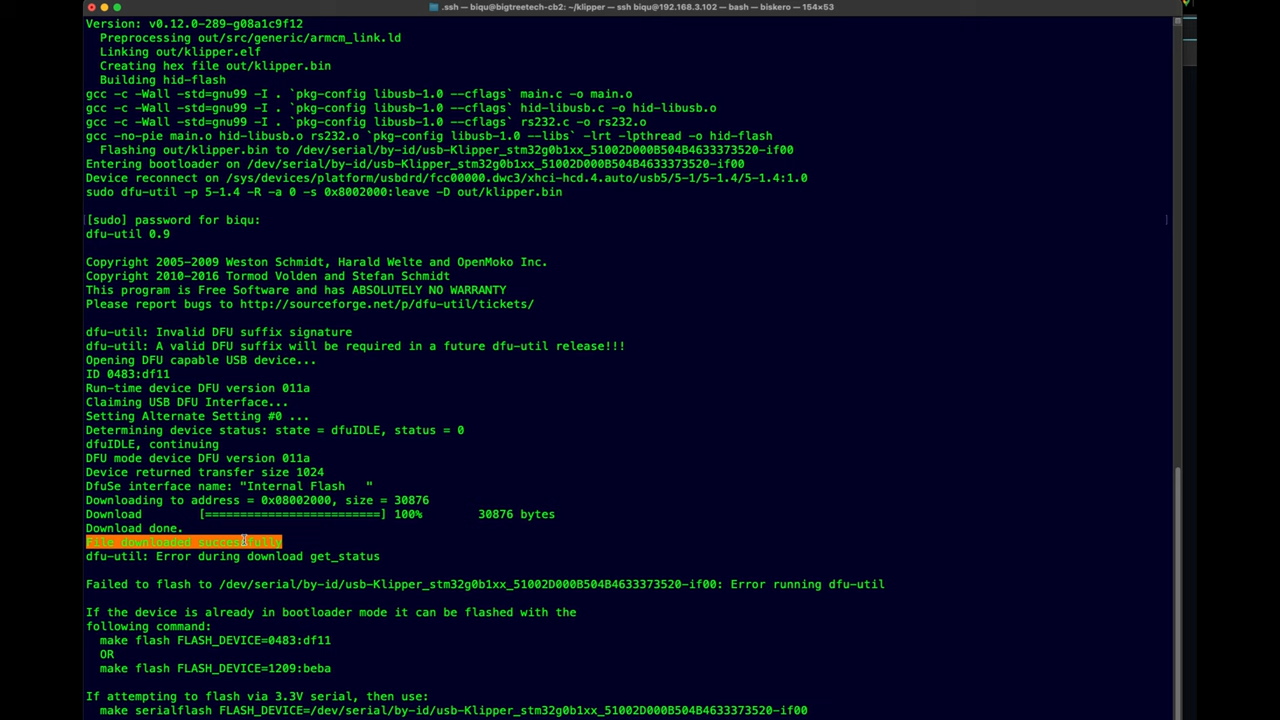 .ssh — biqu@bigtreetech-cb2: ~/klipper — ssh biqu@192.168.3.102 — bash — biskero — 154×53
Version: v0.12.0-289-g08a1c9f12
Preprocessing out/src/generic/armcm_link.ld
Linking out/klipper.elf
Creating hex file out/klipper.bin
Building hid-flash
gcc -c -Wall -std=gnu99 -I . `pkg-config libusb-1.0 --cflags` main.c -o main.o
gcc -c -Wall -std=gnu99 -I . `pkg-config libusb-1.0 --cflags` hid-libusb.c -o hid-libusb.o
gcc -c -Wall -std=gnu99 -I . `pkg-config libusb-1.0 --cflags` rs232.c -o rs232.o
gcc -no-pie main.o hid-libusb.o rs232.o `pkg-config libusb-1.0 --libs` -lrt -lpthread -o hid-flash
Flashing out/klipper.bin to /dev/serial/by-id/usb-Klipper_stm32g0b1xx_51002D000B504B4633373520-if00
Entering bootloader on /dev/serial/by-id/usb-Klipper_stm32g0b1xx_51002D000B504B4633373520-if00
Device reconnect on /sys/devices/platform/usbdrd/fcc00000.dwc3/xhci-hcd.4.auto/usb5/5-1/5-1.4/5-1.4:1.0
sudo dfu-util -p 5-1.4 -R -a 0 -s 0x8002000:leave -D out/klipper.bin
[sudo] password for biqu:
dfu-util 0.9
Copyright 2005-2009 Weston Schmidt, Harald Welte and OpenMoko Inc.
Copyright 2010-2016 Tormod Volden and Stefan Schmidt
This program is Free Software and has ABSOLUTELY NO WARRANTY
Please report bugs to http://sourceforge.net/p/dfu-util/tickets/
dfu-util: Invalid DFU suffix signature
dfu-util: A valid DFU suffix will be required in a future dfu-util release!!!
Opening DFU capable USB device...
ID 0483:df11
Run-time device DFU version 011a
Claiming USB DFU Interface...
Setting Alternate Setting #0 ...
Determining device status: state = dfuIDLE, status = 0
dfuIDLE, continuing
DFU mode device DFU version 011a
Device returned transfer size 1024
DfuSe interface name: "Internal Flash   "
Downloading to address = 0x08002000, size = 30876
Download        [=========================] 100%        30876 bytes
Download done.
File downloaded successfully
dfu-util: Error during download get_status
Failed to flash to /dev/serial/by-id/usb-Klipper_stm32g0b1xx_51002D000B504B4633373520-if00: Error running dfu-util
If the device is already in bootloader mode it can be flashed with the
following command:
make flash FLASH_DEVICE=0483:df11
OR
make flash FLASH_DEVICE=1209:beba
If attempting to flash via 3.3V serial, then use:
make serialflash FLASH_DEVICE=/dev/serial/by-id/usb-Klipper_stm32g0b1xx_51002D000B504B4633373520-if00